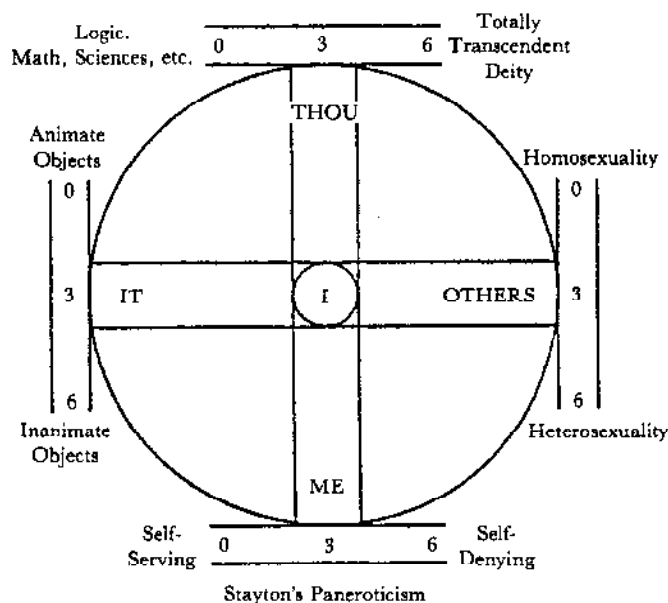 Logic.
Math, Sciences, etc.
0 3 6
Totally
Transcendent
Deity
THOU
Animate
Objects
0
3
6
Inanimate
Objects
Homosexuality
0
3
6
Heterosexuality
IT
I
OTHERS
ME
Self-
Serving
0 3 6
Self-
Denying
Stayton's Paneroticism